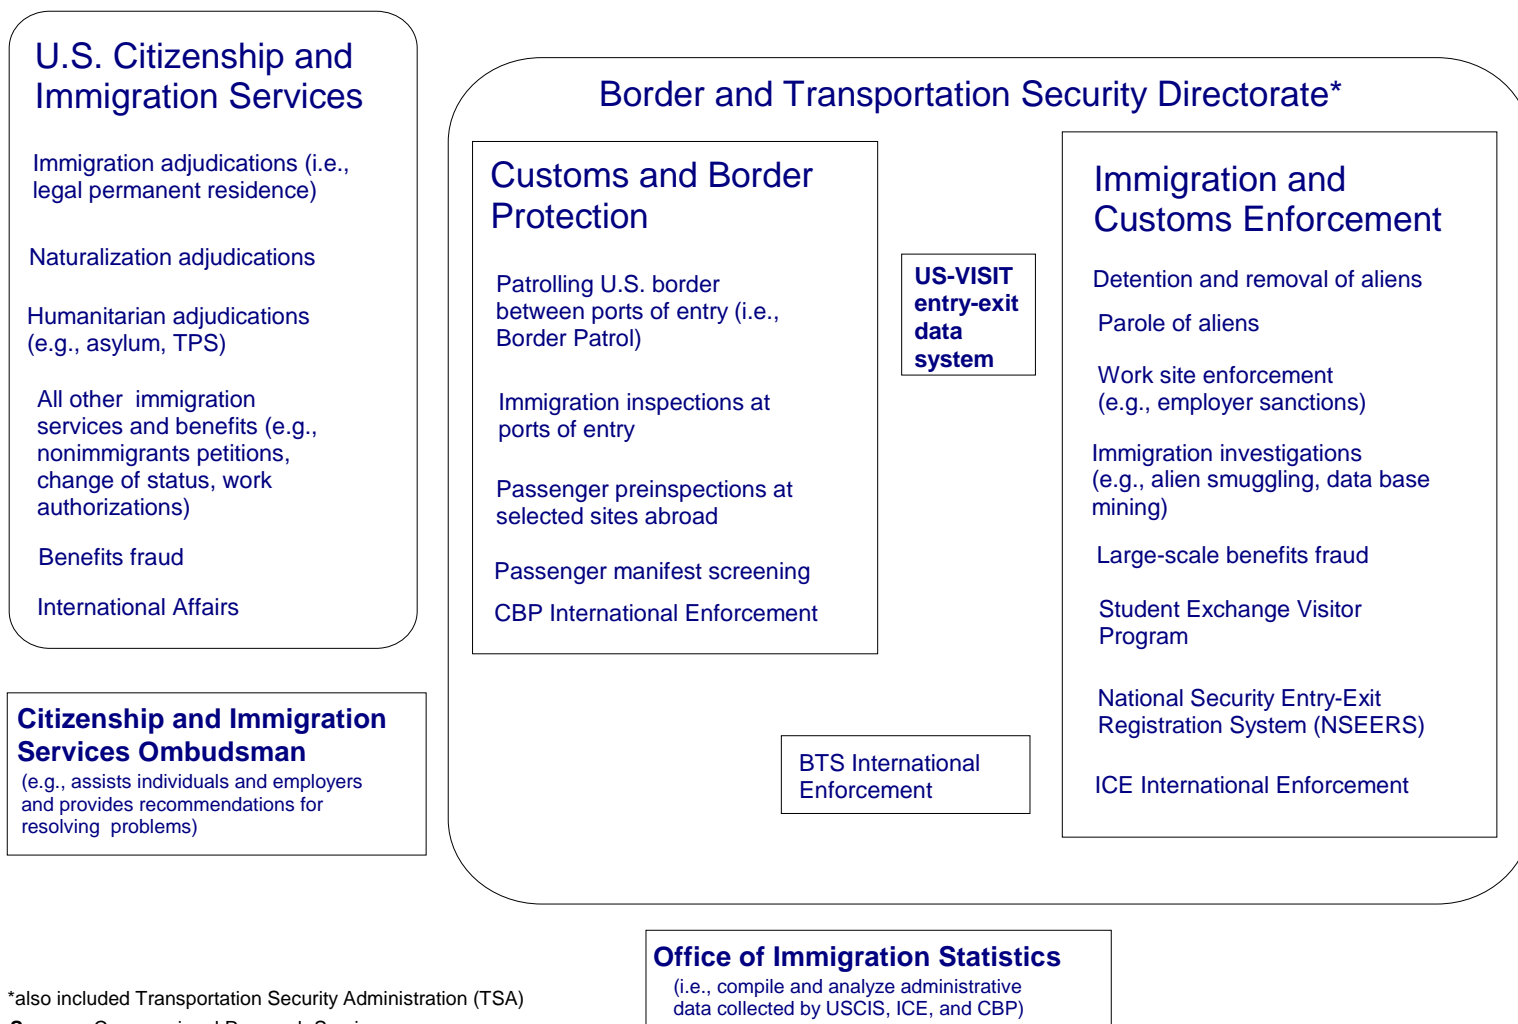 U.S. Citizenship and
Immigration Services
Immigration adjudications (i.e.,
legal permanent residence)
Naturalization adjudications
Humanitarian adjudications
(e.g., asylum, TPS)
All other immigration
services and benefits (e.g.,
nonimmigrants petitions,
change of status, work
authorizations)
Benefits fraud
International Affairs
Citizenship and Immigration
Services Ombudsman
(e.g., assists individuals and employers
and provides recommendations for
resolving problems)
Border and Transportation Security Directorate*
Customs and Border
Protection
Patrolling U.S. border
between ports of entry (i.e.,
Border Patrol)
Immigration inspections at
ports of entry
Passenger preinspections at
selected sites abroad
Passenger manifest screening
CBP International Enforcement
US-VISIT
entry-exit
data
system
BTS International
Enforcement
Immigration and
Customs Enforcement
Detention and removal of aliens
Parole of aliens
Work site enforcement
(e.g., employer sanctions)
Immigration investigations
(e.g., alien smuggling, data base
mining)
Large-scale benefits fraud
Student Exchange Visitor
Program
National Security Entry-Exit
Registration System (NSEERS)
ICE International Enforcement
Office of Immigration Statistics
(i.e., compile and analyze administrative
data collected by USCIS, ICE, and CBP)
*also included Transportation Security Administration (TSA)